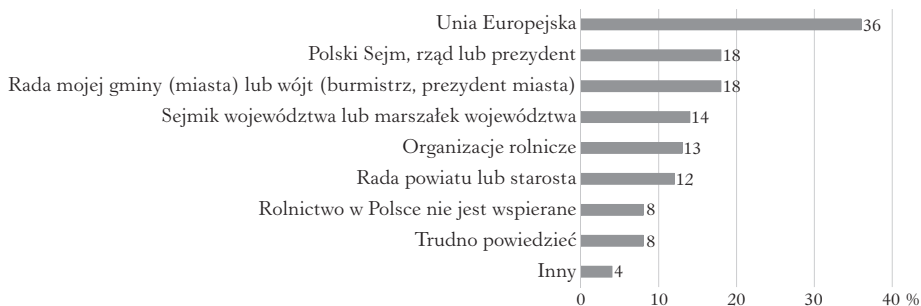 Unia Europejska 36
Polski Sejm, rząd lub prezydent 18
Rada mojej gminy (miasta) lub wójt (burmistrz, prezydent miasta) 18
Sejmik województwa lub marszałek województwa 14
Organizacje rolnicze 13
Rada powiatu lub starosta 12
Rolnictwo w Polsce nie jest wspierane 8
Trudno powiedzieć 8
Inny 4
0 10 20 30 40 %